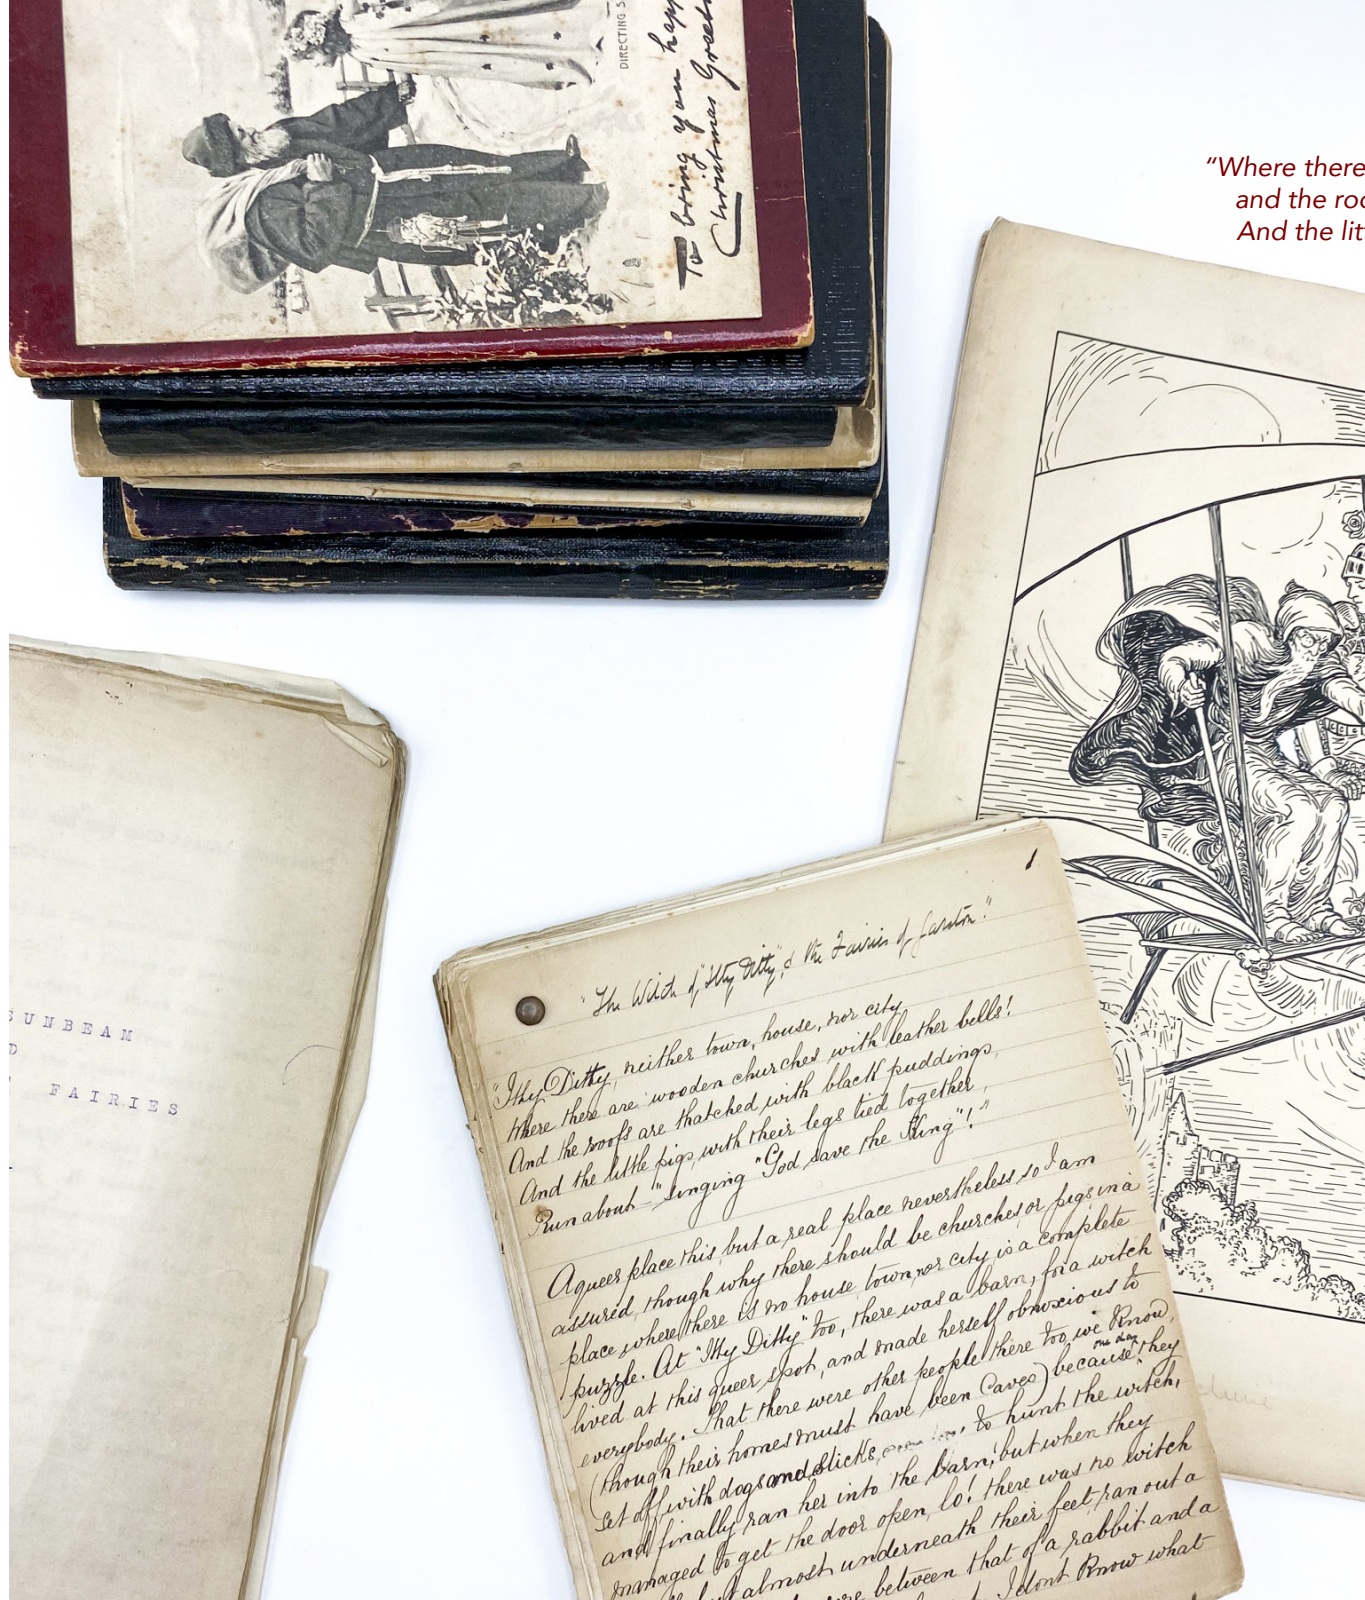 DIRECTING S
To bring you happ
Christmas Greeti
“Where there
and the roo
And the litt
SUNBEAM
D
FAIRIES
1
"The Witch of "Itty Ditty", & the Fairies of Garston."
"Itty Ditty, neither town, house, nor city
Where there are wooden churches with leather bells!
And the roofs are thatched with black puddings,
And the little pigs, with their legs tied together,
Run about - "singing "God save the King"!"
A queer place this, but a real place nevertheless so I am
assured, though why there should be churches or pigs in a
place where there is no house, town, nor city, is a complete
puzzle. At "Itty Ditty" too, there was a barn, for a witch
lived at this queer spot, and made herself obnoxious to
everybody. That there were other people there too we know,
(though their homes must have been Caves) because one day they
set off with dogs and sticks, to hunt the witch,
and finally ran her into the barn, but when they
managed to get the door open, lo! there was no witch
but almost underneath their feet, ran out a
between that of a rabbit and a
I dont know what